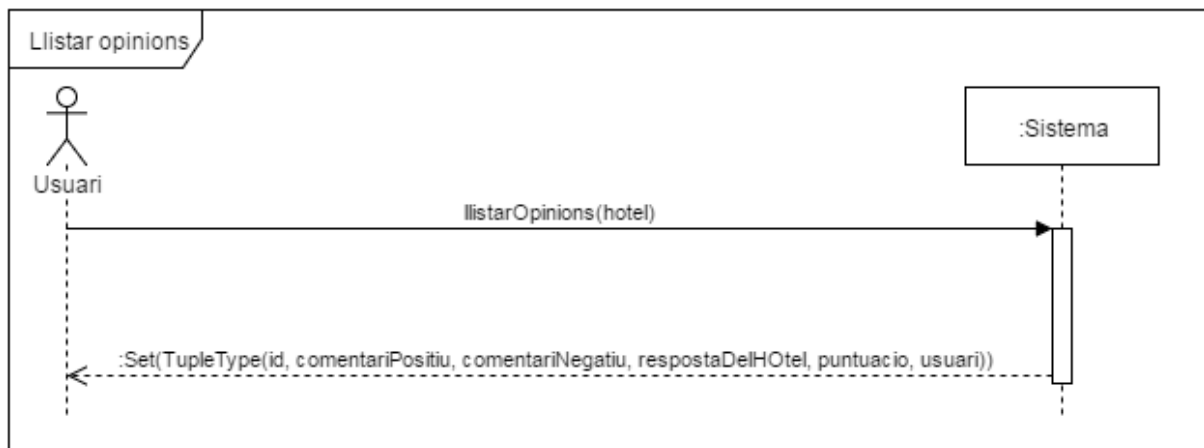 Llistar opinions
:Sistema
Usuari
llistarOpinions(hotel)
:Set(TupleType(id, comentariPositiu, comentariNegatiu, respostaDelHOtel, puntuacio, usuari))